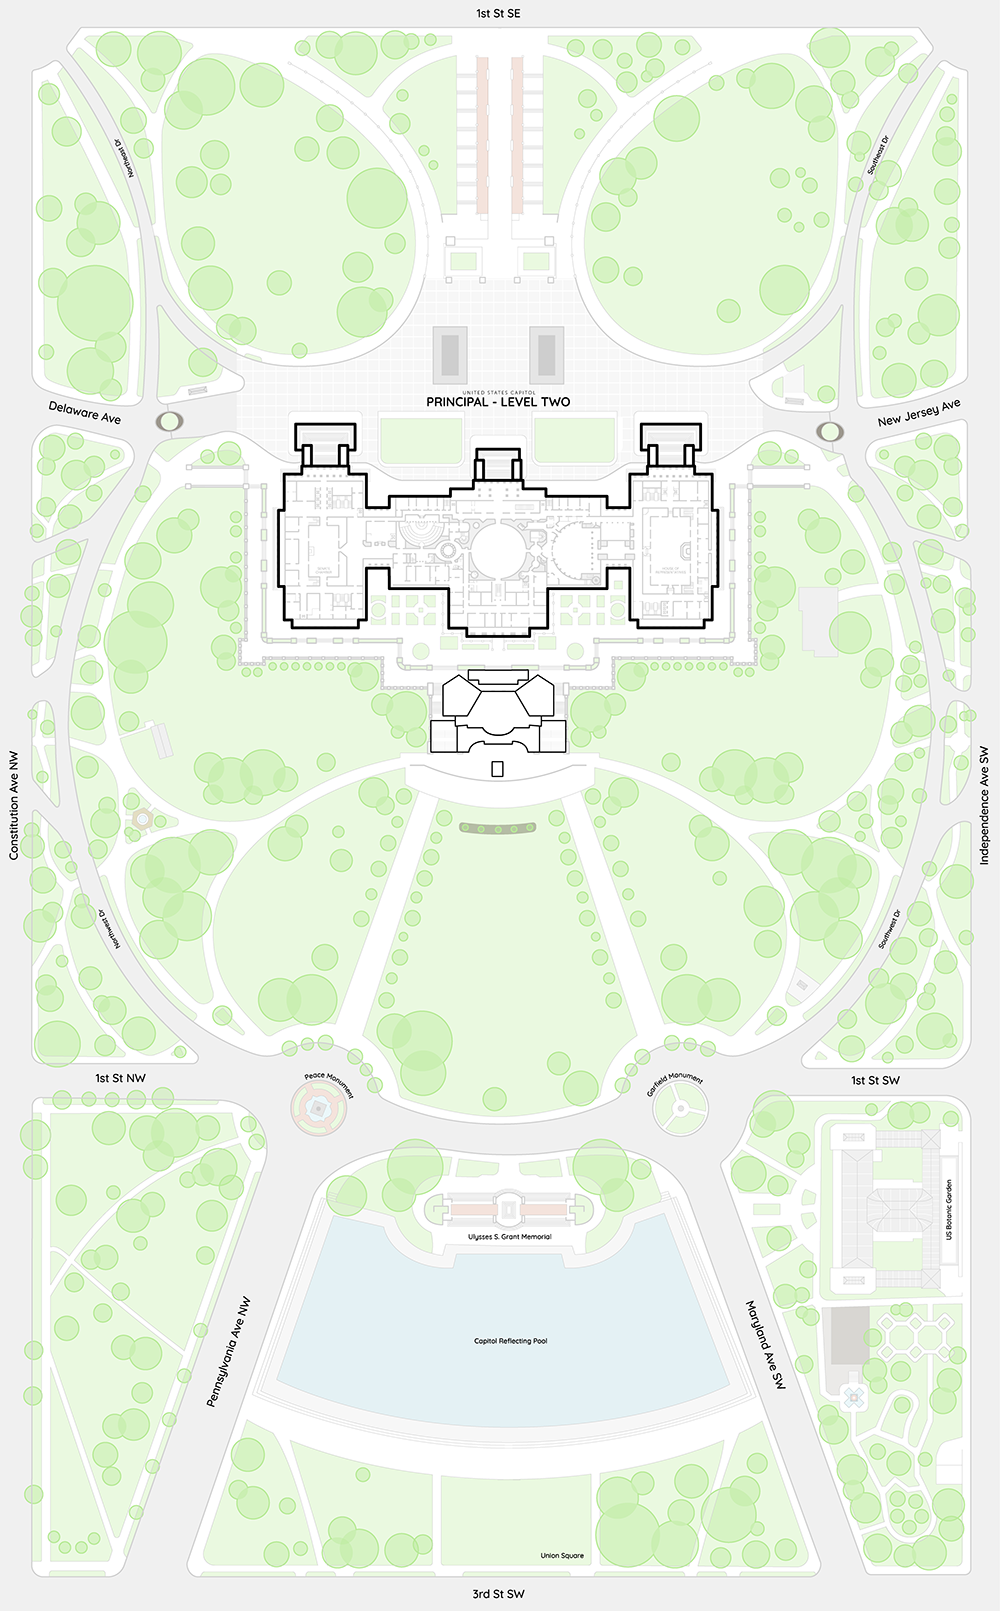 1st St SE
Northeast Dr
Southeast Dr
UNITED STATES CAPITOL
PRINCIPAL - LEVEL TWO
Delaware Ave
New Jersey Ave
Constitution Ave NW
Independence Ave SW
Northwest Dr
Southwest Dr
1st St NW
Peace Monument
Garfield Monument
1st St SW
US Botanic Garden
Ulysses S. Grant Memorial
Capitol Reflecting Pool
Pennsylvania Ave NW
Maryland Ave SW
Union Square
3rd St SW